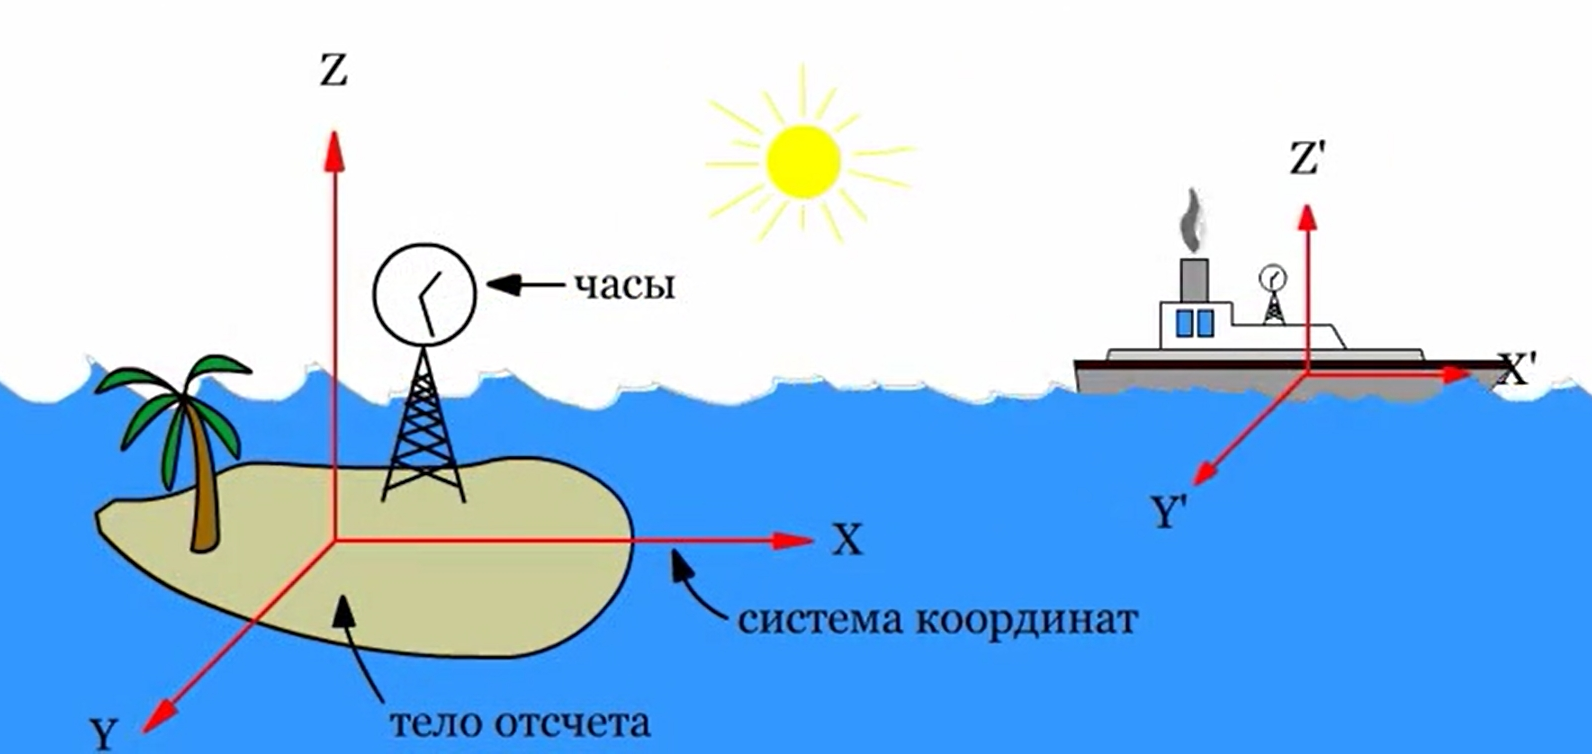 Z
Z'
часы
X'
Y'
X
система координат
тело отсчета
Y